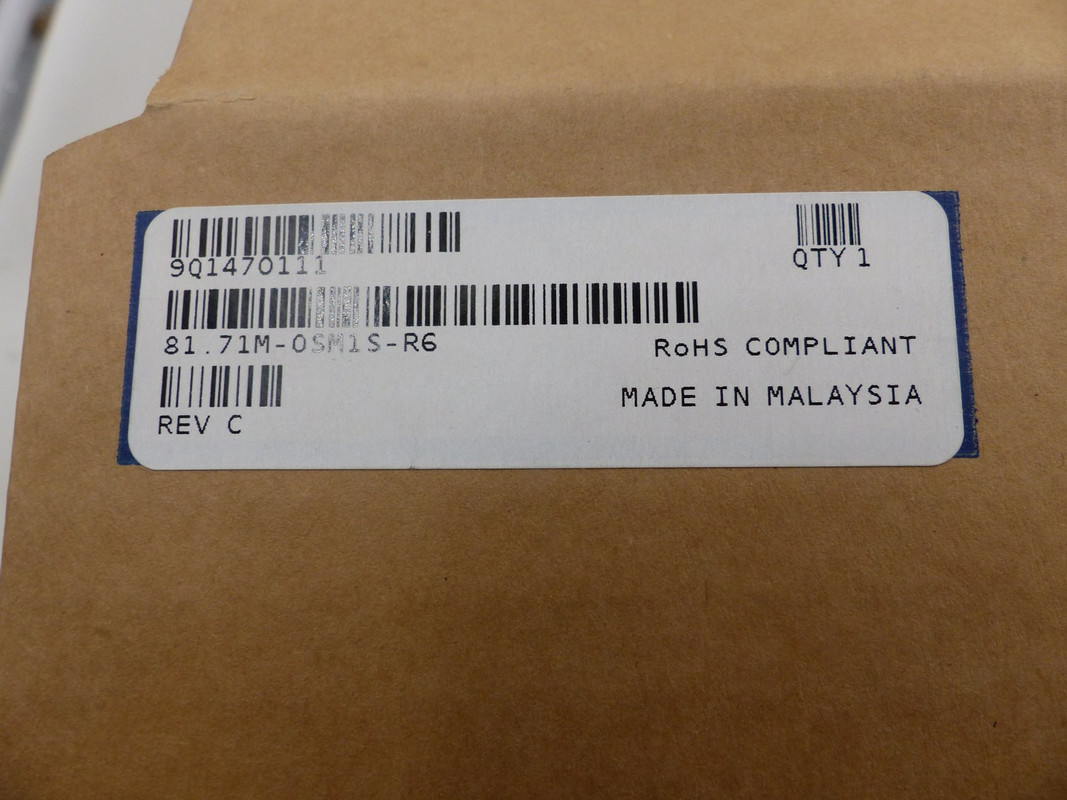 9Q1470111
QTY 1
81.71M-0SM1S-R6
RoHS COMPLIANT
MADE IN MALAYSIA
REV C